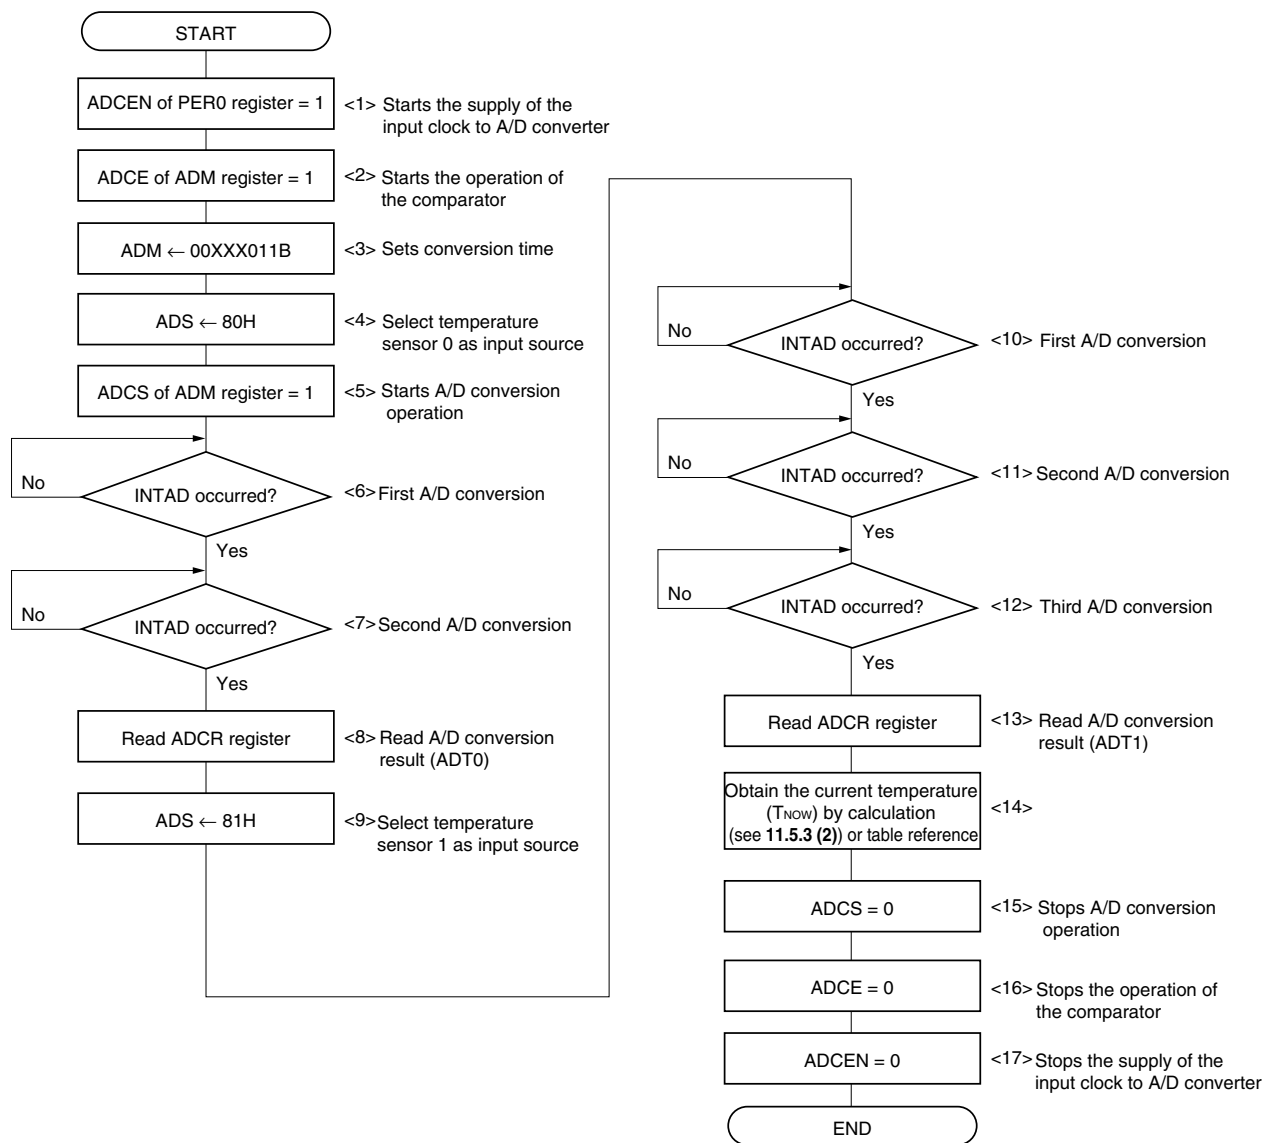 START
ADCEN of PER0 register = 1
<1> Starts the supply of the
input clock to A/D converter
ADCE of ADM register = 1
<2> Starts the operation of
the comparator
ADM ← 00XXX011B
<3> Sets conversion time
ADS ← 80H
<4> Select temperature
sensor 0 as input source
ADCS of ADM register = 1
<5> Starts A/D conversion
operation
No
INTAD occurred?
<6> First A/D conversion
Yes
No
INTAD occurred?
<7> Second A/D conversion
Yes
Read ADCR register
<8> Read A/D conversion
result (ADT0)
ADS ← 81H
<9> Select temperature
sensor 1 as input source
No
INTAD occurred?
<10> First A/D conversion
Yes
No
INTAD occurred?
<11> Second A/D conversion
Yes
No
INTAD occurred?
<12> Third A/D conversion
Yes
Read ADCR register
<13> Read A/D conversion
result (ADT1)
Obtain the current temperature
(TNOW) by calculation
(see 11.5.3 (2)) or table reference
<14>
ADCS = 0
<15> Stops A/D conversion
operation
ADCE = 0
<16> Stops the operation of
the comparator
ADCEN = 0
<17> Stops the supply of the
input clock to A/D converter
END